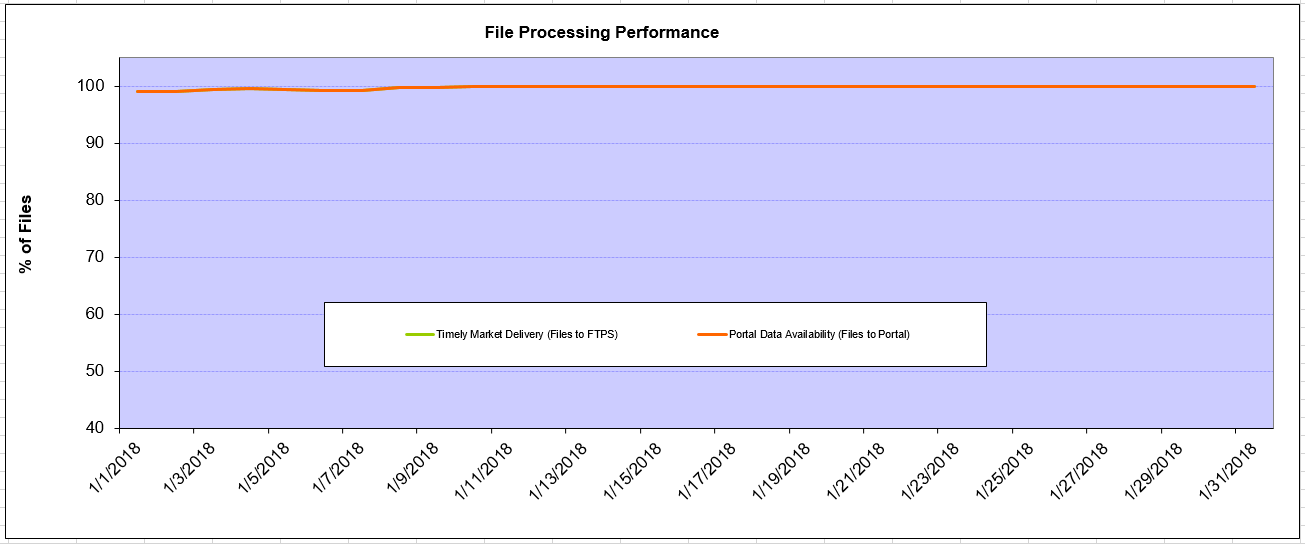 File Processing Performance
% of Files
100
90
80
70
60
50
40
Timely Market Delivery (Files to FTPS) Portal Data Availability (Files to Portal)
1/1/2018 1/3/2018 1/5/2018 1/7/2018 1/9/2018 1/11/2018 1/13/2018 1/15/2018 1/17/2018 1/19/2018 1/21/2018 1/23/2018 1/25/2018 1/27/2018 1/29/2018 1/31/2018